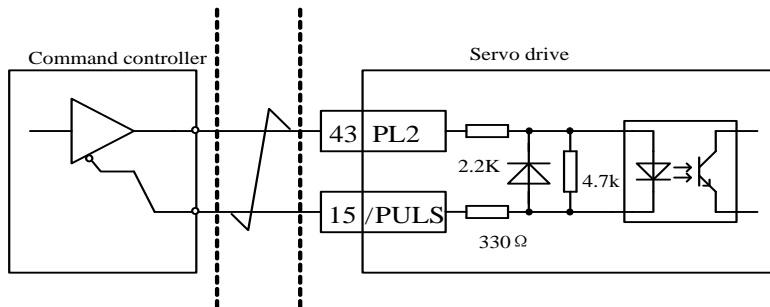 Command controller
Servo drive
43 PL2
2.2K
4.7k
15 /PULS
330Ω